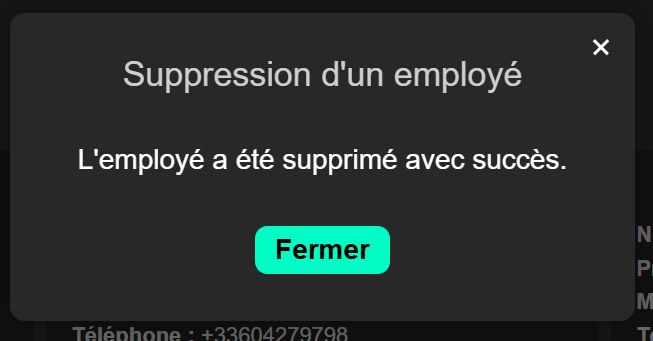 ×
Suppression d'un employé
L'employé a été supprimé avec succès.
Fermer
N
M
Téléphone : +33604279798